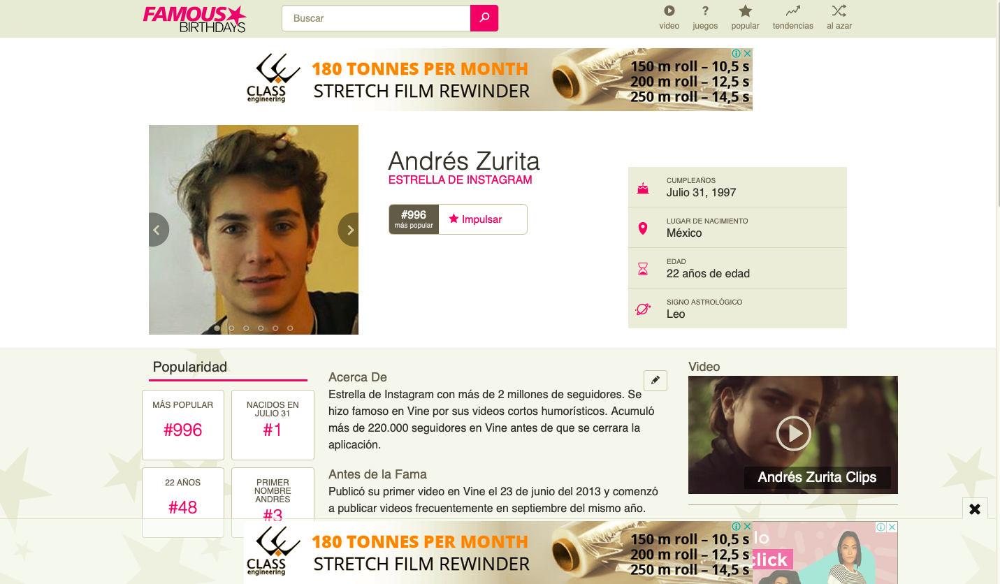 FAMOUS
BIRTHDAYS
Buscar
video
?
juegos
popular
tendencias
al azar
CLASS
engineering
180 TONNES PER MONTH
STRETCH FILM REWINDER
150 m roll – 10,5 s
200 m roll – 12,5 s
250 m roll – 14,5 s
Andrés Zurita
ESTRELLA DE INSTAGRAM
#996
más popular
Impulsar
CUMPLEAÑOS
Julio 31, 1997
LUGAR DE NACIMIENTO
México
EDAD
22 años de edad
SIGNO ASTROLÓGICO
Leo
Popularidad
MÁS POPULAR
#996
NACIDOS EN
JULIO 31
#1
22 AÑOS
#48
PRIMER
NOMBRE
ANDRÉS
#3
Acerca De
Estrella de Instagram con más de 2 millones de seguidores. Se
hizo famoso en Vine por sus videos cortos humorísticos. Acumuló
más de 220.000 seguidores en Vine antes de que se cerrara la
aplicación.
Antes de la Fama
Publicó su primer video en Vine el 23 de junio del 2013 y comenzó
a publicar videos frecuentemente en septiembre del mismo año.
Video
Andrés Zurita Clips
CLASS
engineering
180 TONNES PER MONTH
STRETCH FILM REWINDER
150 m roll – 10,5 s
200 m roll – 12,5 s
250 m roll – 14,5 s
lo
click